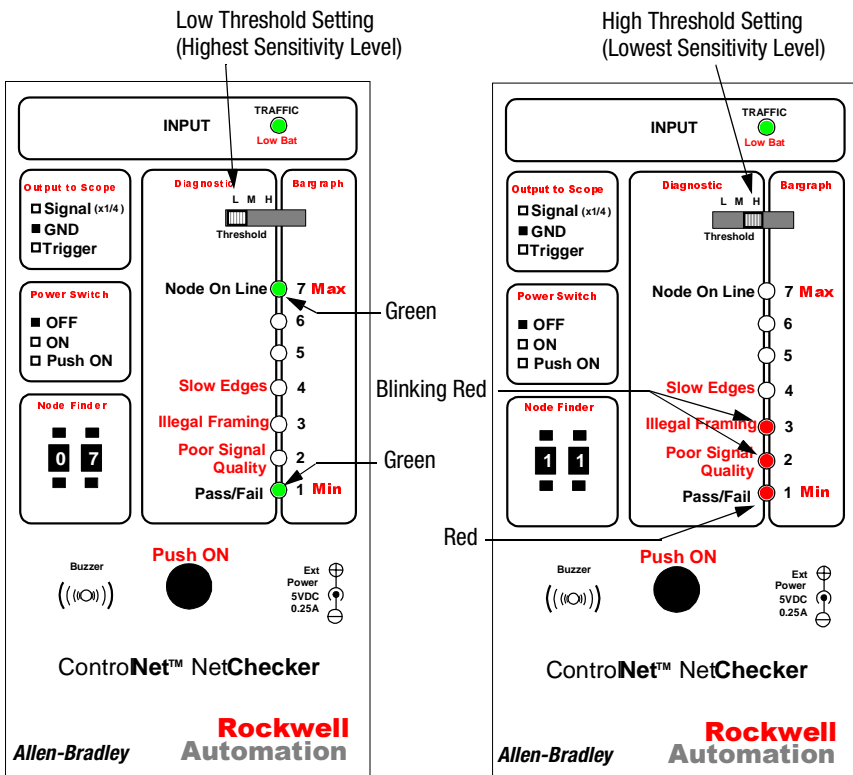 Low Threshold Setting
(Highest Sensitivity Level)
TRAFFIC
INPUT
Low Bat
Output to Scope
Signal (x1/4)
GND
Trigger
Diagnostic
Bargraph
L M H
Threshold
Power Switch
OFF
ON
Push ON
Node On Line
7 Max
6
5
Slow Edges
4
Illegal Framing
3
Poor Signal
Quality
2
Pass/Fail
1 Min
Node Finder
0 7
Green
Green
Push ON
Buzzer
((((O))))
Ext
Power
5VDC
0.25A
ControlNet™ NetChecker
Allen-Bradley
Rockwell
Automation
High Threshold Setting
(Lowest Sensitivity Level)
TRAFFIC
INPUT
Low Bat
Output to Scope
Signal (x1/4)
GND
Trigger
Diagnostic
Bargraph
L M H
Threshold
Power Switch
OFF
ON
Push ON
Node On Line
7 Max
6
5
Slow Edges
4
Illegal Framing
3
Poor Signal
Quality
2
Pass/Fail
1 Min
Node Finder
1 1
Blinking Red
Red
Push ON
Buzzer
((((O))))
Ext
Power
5VDC
0.25A
ControlNet™ NetChecker
Allen-Bradley
Rockwell
Automation